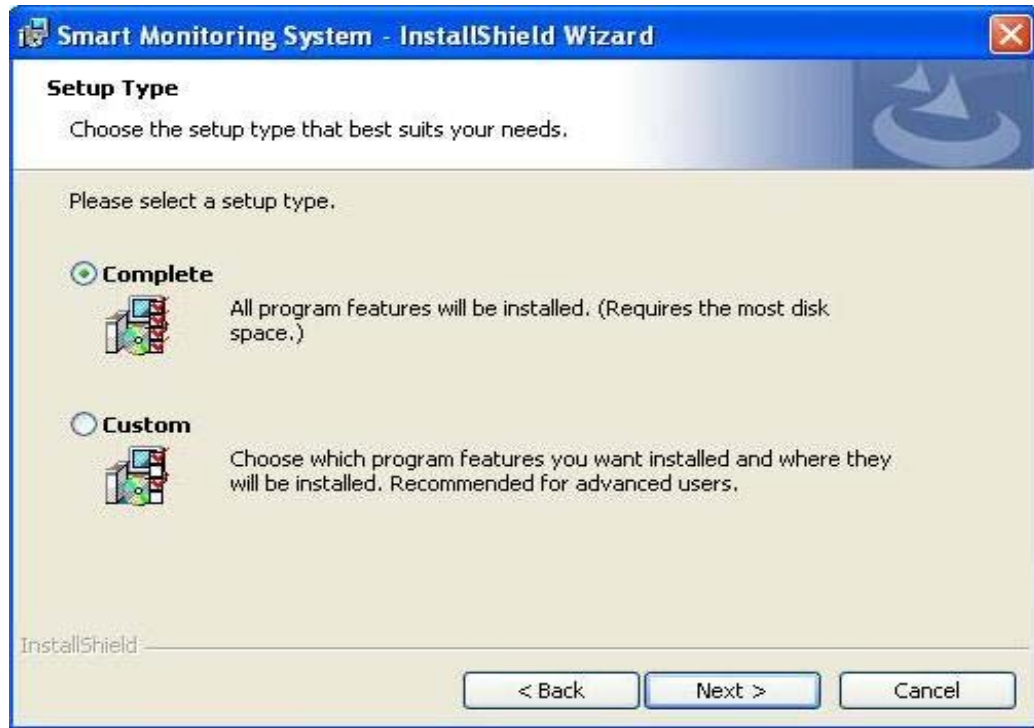 Smart Monitoring System - InstallShield Wizard
Setup Type
Choose the setup type that best suits your needs.
Please select a setup type.
Complete
All program features will be installed. (Requires the most disk
space.)
Custom
Choose which program features you want installed and where they
will be installed. Recommended for advanced users.
InstallShield
< Back
Next >
Cancel